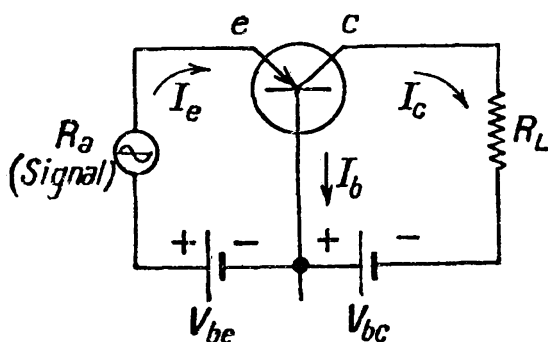 e c
I_e I_c
R_a
(Signal)
R_L
I_b
+ - + -
V_be V_bc